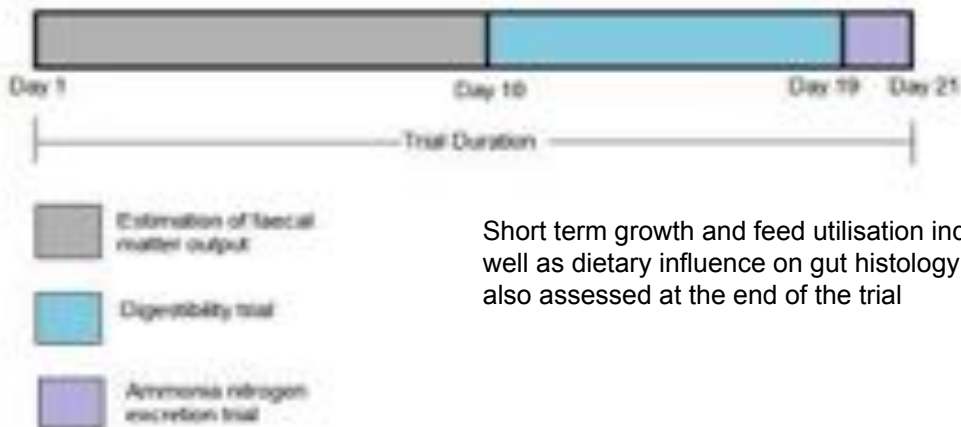 Day 1
Day 10
Day 19
Day 21
Trial Duration
Estimation of faecal
matter output
Digestibility trial
Ammonia nitrogen
excretion trial
Short term growth and feed utilisation
well as dietary influence on gut histology
also assessed at the end of the trial